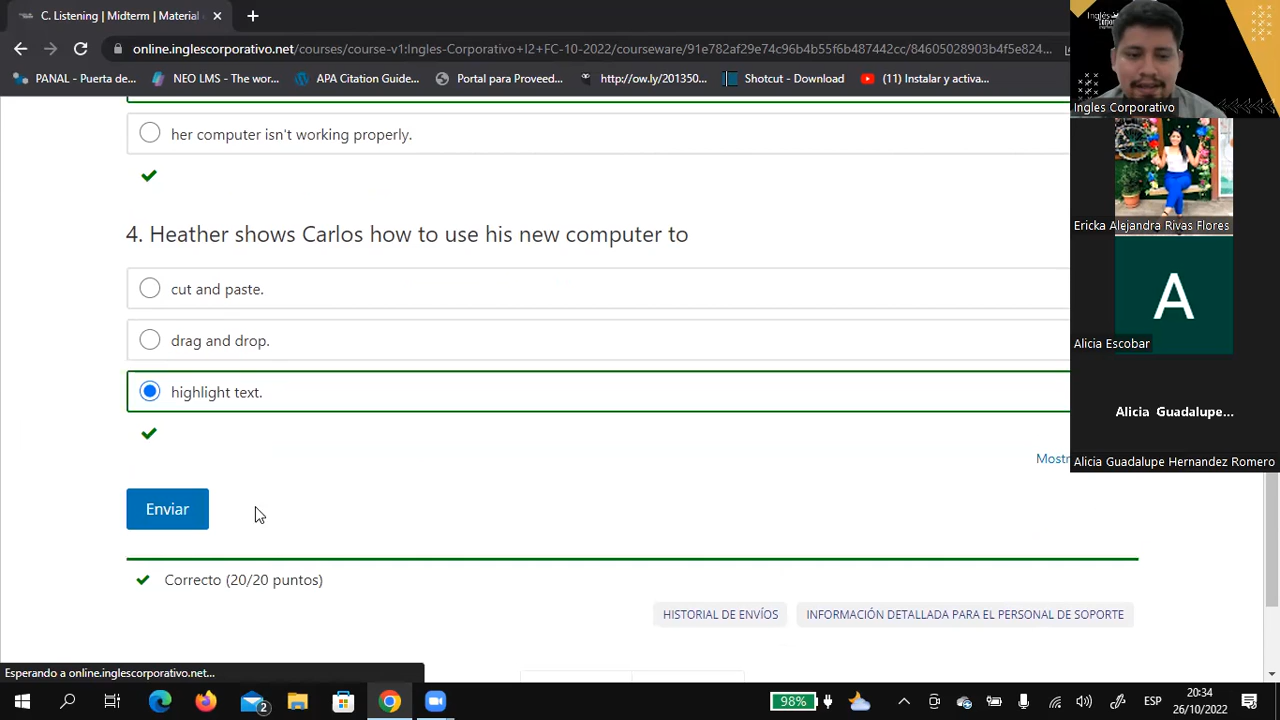 C. Listening | Midterm | Material
online.inglescorporativo.net/courses/course-v1:Ingles-Corporativo+I2+FC-10-2022/courseware/91e782af29e74c96b4b55f6b487442cc/84605028903b4f5e824...
PANAL - Puerta de...
NEO LMS - The wor...
APA Citation Guide...
Portal para Proveed...
http://ow.ly/201350...
Shotcut - Download
(11) Instalar y activa...
her computer isn't working properly.
4. Heather shows Carlos how to use his new computer to
cut and paste.
drag and drop.
highlight text.
Mostr
Enviar
Correcto (20/20 puntos)
HISTORIAL DE ENVÍOS
INFORMACIÓN DETALLADA PARA EL PERSONAL DE SOPORTE
Esperando a online.inglescorporativo.net...
Inglés
Ingles Corporativo
Ericka Alejandra Rivas Flores
A
Alicia Escobar
Alicia Guadalupe...
Alicia Guadalupe Hernandez Romero
2
98%
ESP
20:34
26/10/2022